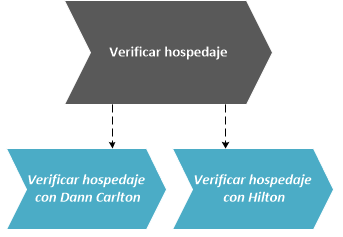 Verificar hospedaje
Verificar hospedaje
con Dann Carlton
Verificar hospedaje
con Hilton